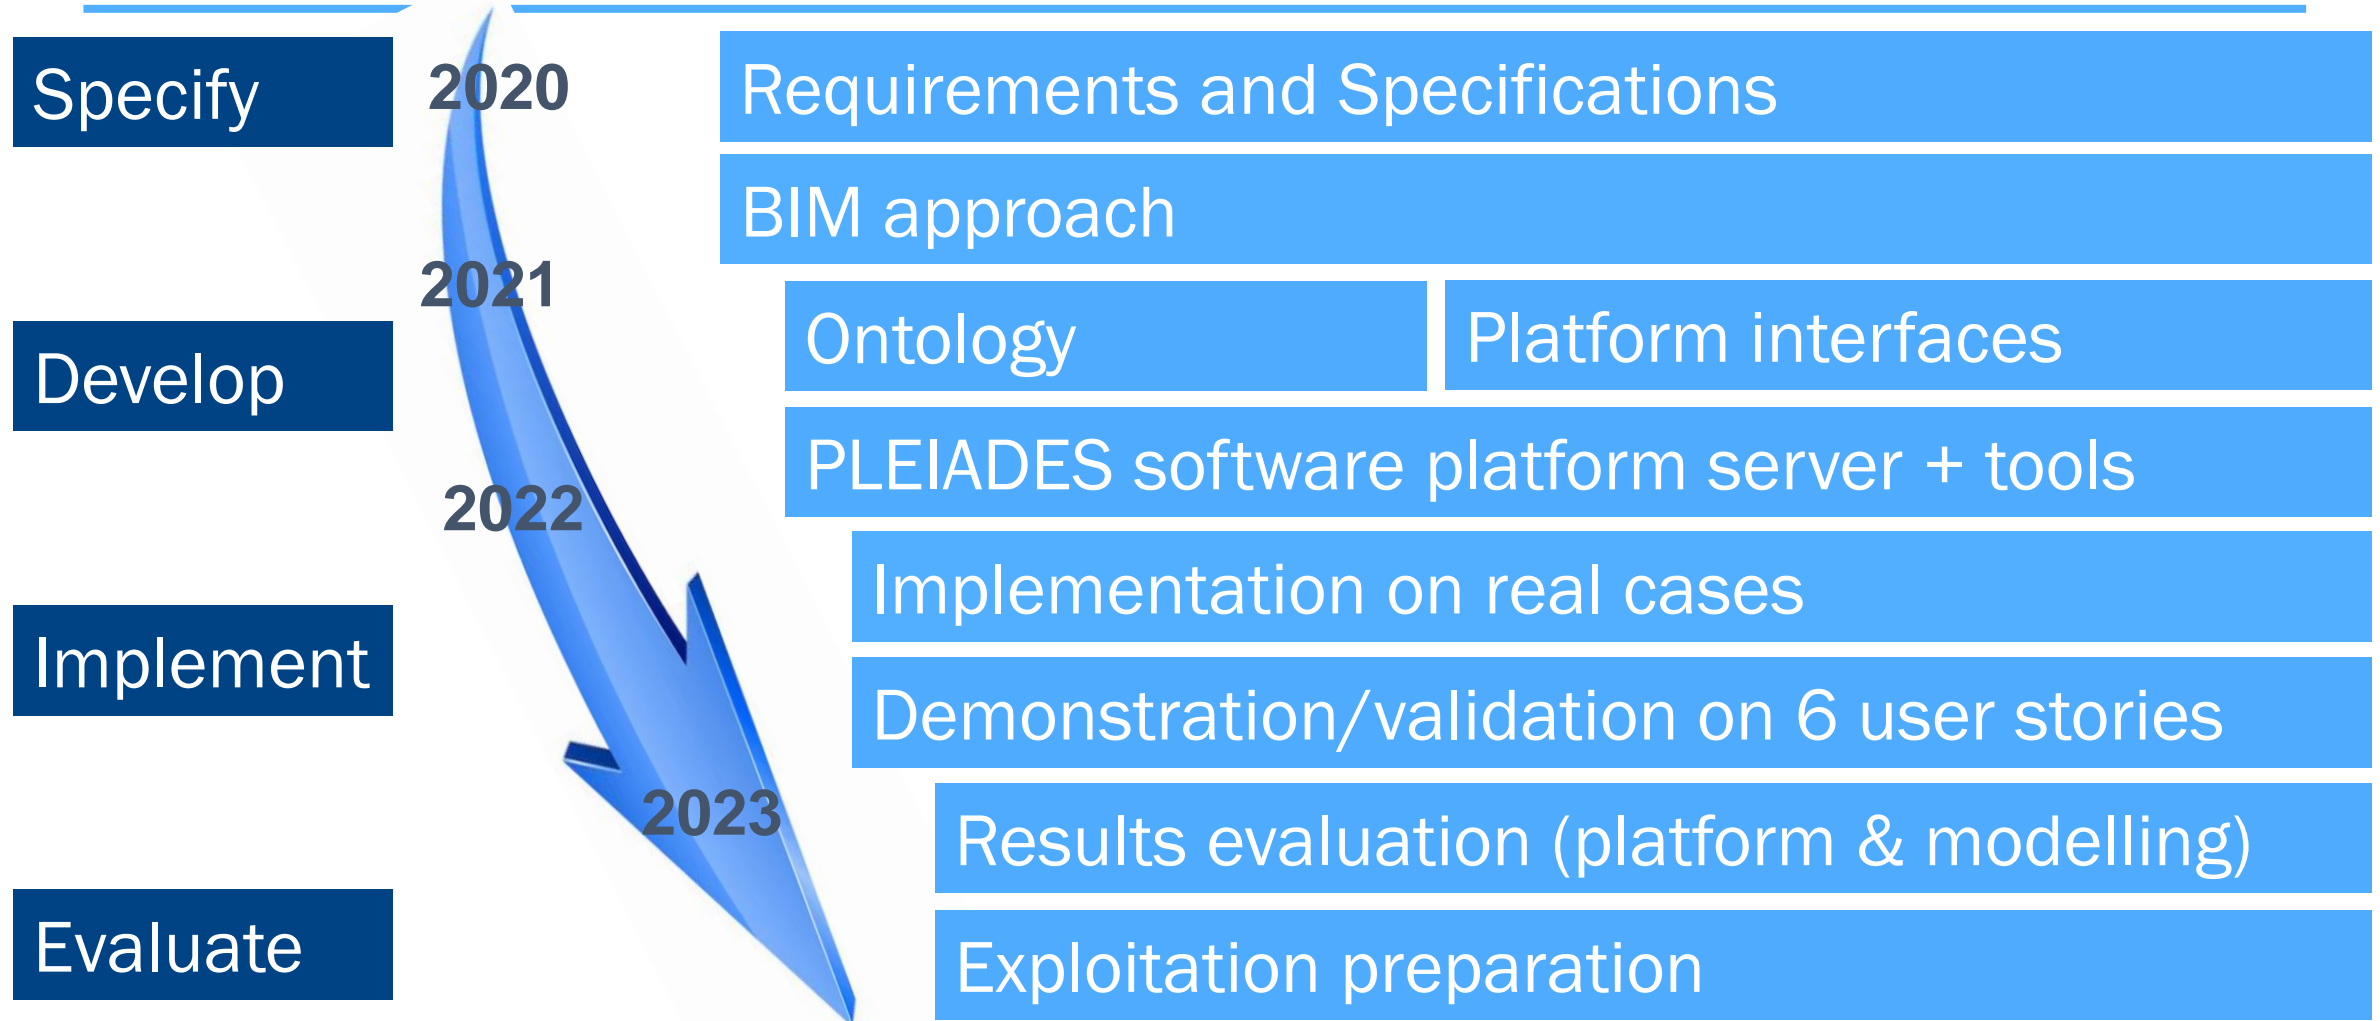 Specify
2020
Requirements and Specifications
BIM approach
2021
Develop
Ontology
Platform interfaces
PLEIADES software platform server + tools
2022
Implement
Implementation on real cases
Demonstration/validation on 6 user stories
2023
Results evaluation (platform & modelling)
Evaluate
Exploitation preparation